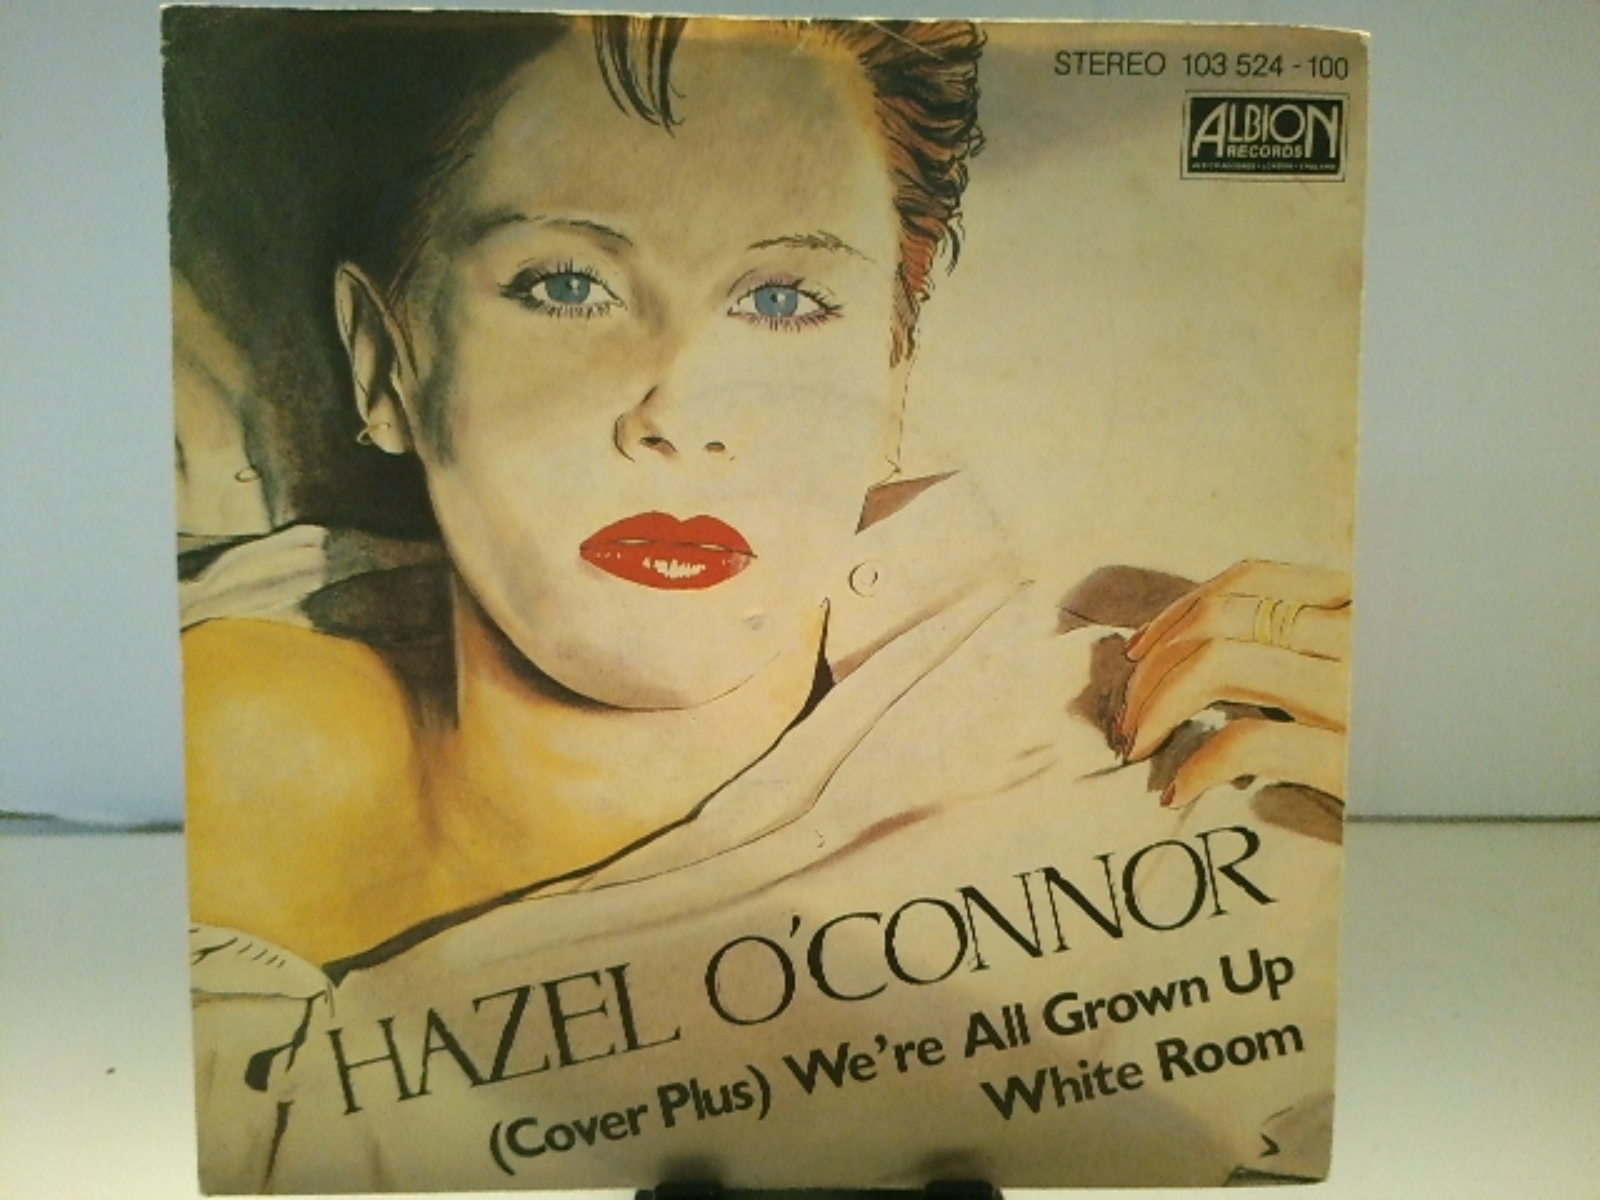 STEREO 103 524 - 100
ALBION
RECORDS
HAZEL O'CONNOR
(Cover Plus) We're All Grown Up
White Room